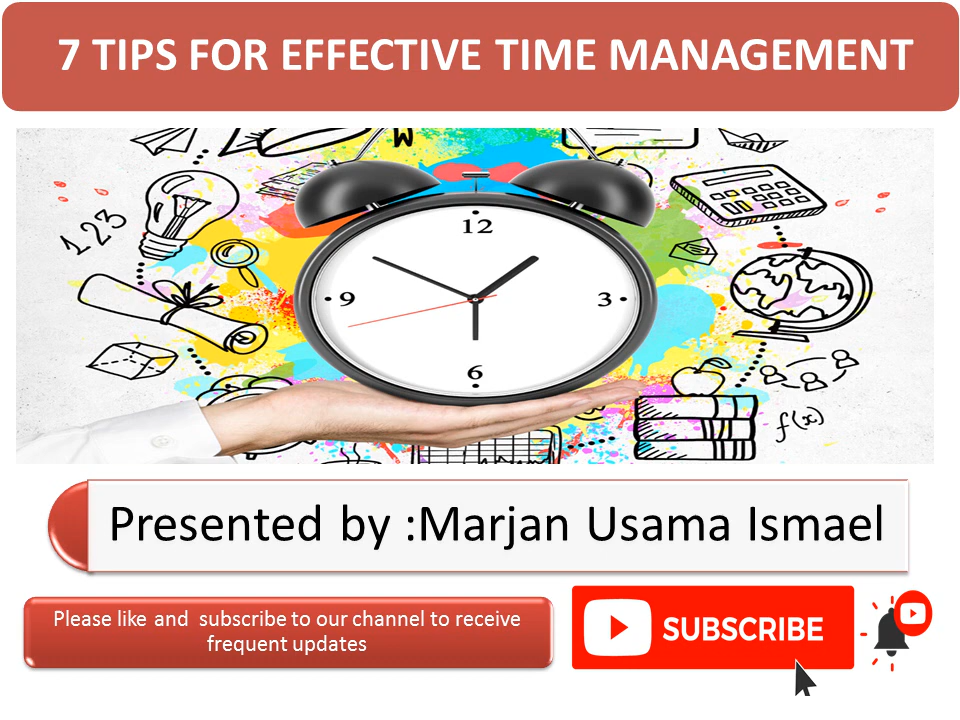 7 TIPS FOR EFFECTIVE TIME MANAGEMENT
M
123
12
9
3
6
f(x)
Presented by :Marjan Usama Ismael
Please like and  subscribe to our channel to receive
frequent updates
SUBSCRIBE